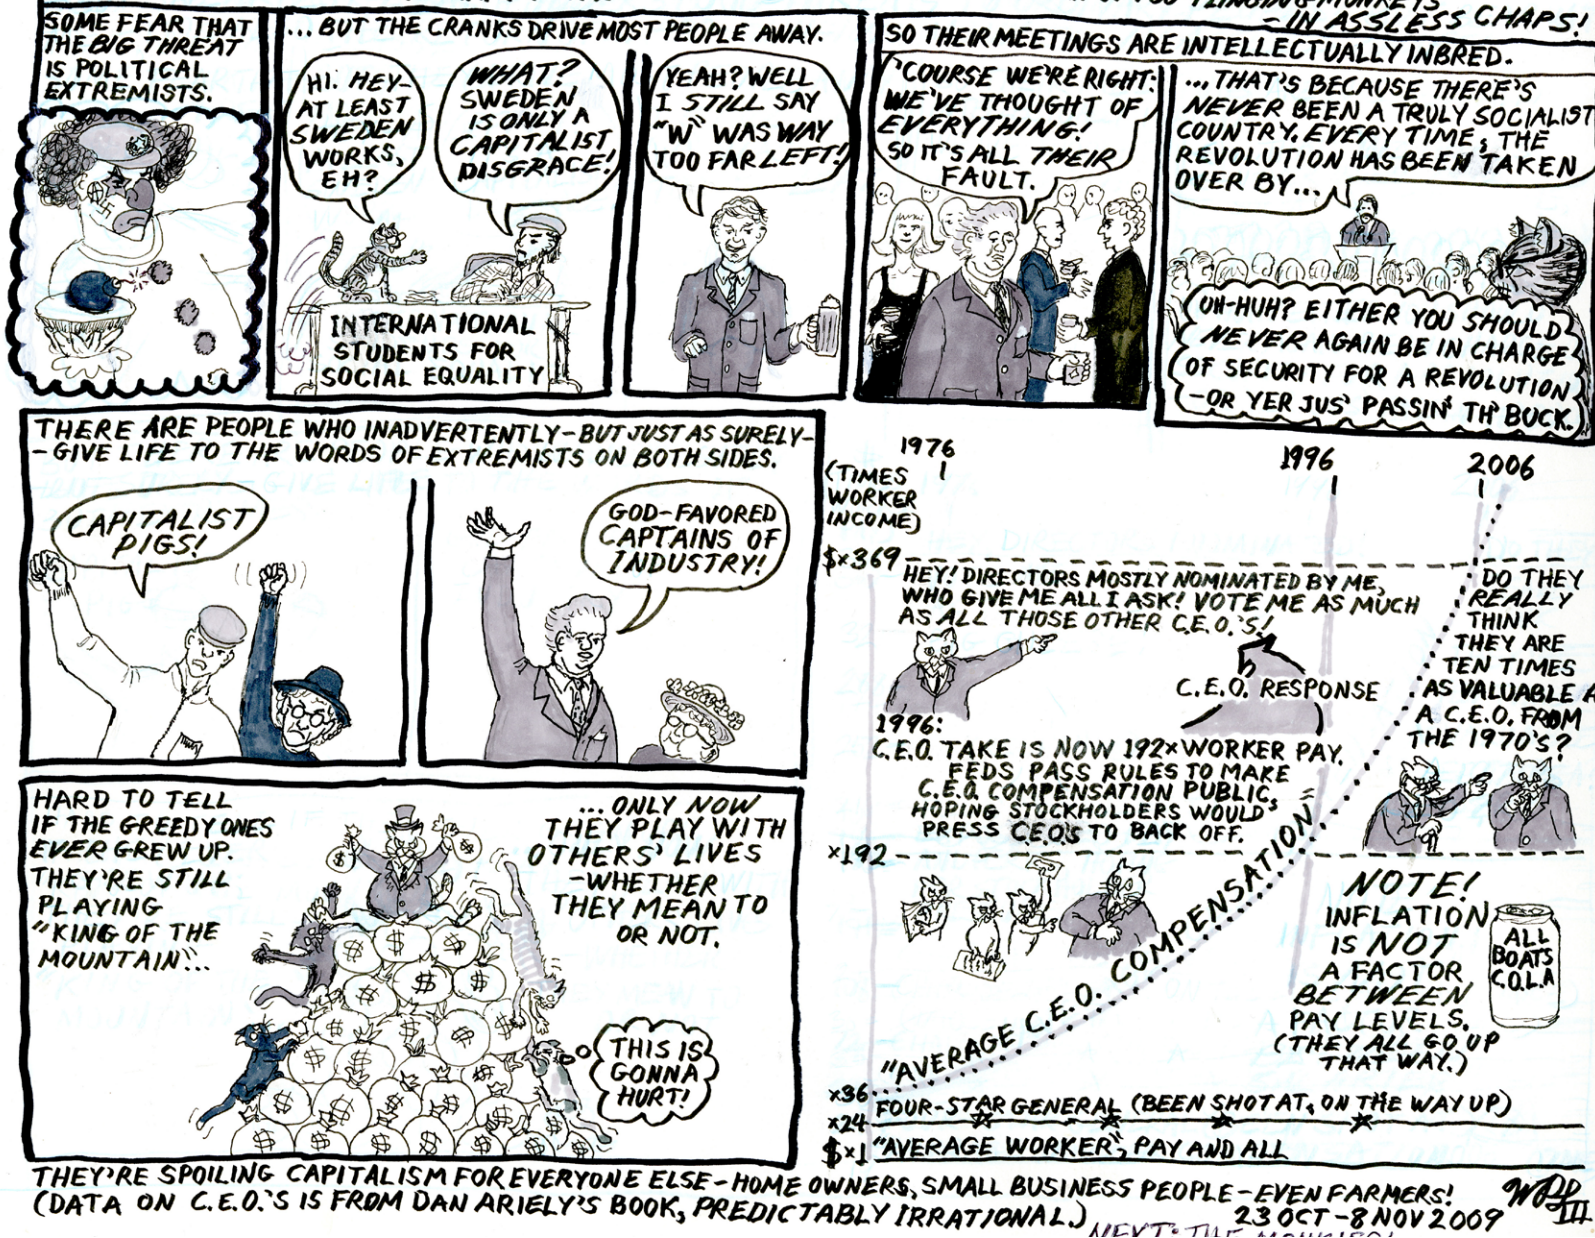 FLINGING MONKEYS
-IN ASSLESS CHAPS!
SOME FEAR THAT
THE BIG THREAT
IS POLITICAL
EXTREMISTS.
...BUT THE CRANKS DRIVE MOST PEOPLE AWAY.
HI. HEY-
AT LEAST
SWEDEN
WORKS,
EH?
WHAT?
SWEDEN
IS ONLY A
CAPITALIST
DISGRACE!
INTERNATIONAL
STUDENTS FOR
SOCIAL EQUALITY
YEAH? WELL
I STILL SAY
"W" WAS WAY
TOO FAR LEFT!
SO THEIR MEETINGS ARE INTELLECTUALLY INBRED.
'COURSE WE'RE RIGHT.
WE'VE THOUGHT OF
EVERYTHING!
SO IT'S ALL THEIR
FAULT.
...THAT'S BECAUSE THERE'S
NEVER BEEN A TRULY SOCIALIST
COUNTRY. EVERY TIME, THE
REVOLUTION HAS BEEN TAKEN
OVER BY...
UH-HUH? EITHER YOU SHOULD
NEVER AGAIN BE IN CHARGE
OF SECURITY FOR A REVOLUTION
-OR YER JUS' PASSIN' TH' BUCK.
THERE ARE PEOPLE WHO INADVERTENTLY-BUT JUST AS SURELY-
-GIVE LIFE TO THE WORDS OF EXTREMISTS ON BOTH SIDES.
CAPITALIST
PIGS!
GOD-FAVORED
CAPTAINS OF
INDUSTRY!
HARD TO TELL
IF THE GREEDY ONES
EVER GREW UP.
THEY'RE STILL
PLAYING
"KING OF THE
MOUNTAIN"...
...ONLY NOW
THEY PLAY WITH
OTHERS' LIVES
-WHETHER
THEY MEAN TO
OR NOT.
THIS IS
GONNA
HURT!
1976
1996
2006
(TIMES
WORKER
INCOME)
$x369
HEY! DIRECTORS MOSTLY NOMINATED BY ME,
WHO GIVE ME ALL I ASK! VOTE ME AS MUCH
AS ALL THOSE OTHER C.E.O.'S!
C.E.O. RESPONSE
DO THEY
REALLY
THINK
THEY ARE
TEN TIMES
AS VALUABLE A
A C.E.O. FROM
THE 1970'S?
1996:
C.E.O. TAKE IS NOW 192x WORKER PAY.
FEDS PASS RULES TO MAKE
C.E.O. COMPENSATION PUBLIC,
HOPING STOCKHOLDERS WOULD
PRESS C.E.O.'S TO BACK OFF.
x192
"AVERAGE C.E.O. COMPENSATION"
NOTE!
INFLATION
IS NOT
A FACTOR
BETWEEN
PAY LEVELS.
(THEY ALL GO UP
THAT WAY.)
ALL
BOATS
C.O.L.A
x36
FOUR-STAR GENERAL (BEEN SHOT AT, ON THE WAY UP)
x24
$x1
"AVERAGE WORKER", PAY AND ALL
THEY'RE SPOILING CAPITALISM FOR EVERYONE ELSE-HOME OWNERS, SMALL BUSINESS PEOPLE-EVEN FARMERS!
(DATA ON C.E.O.'S IS FROM DAN ARIELY'S BOOK, PREDICTABLY IRRATIONAL.)
23 OCT-8 NOV 2009
III
NEXT: THE